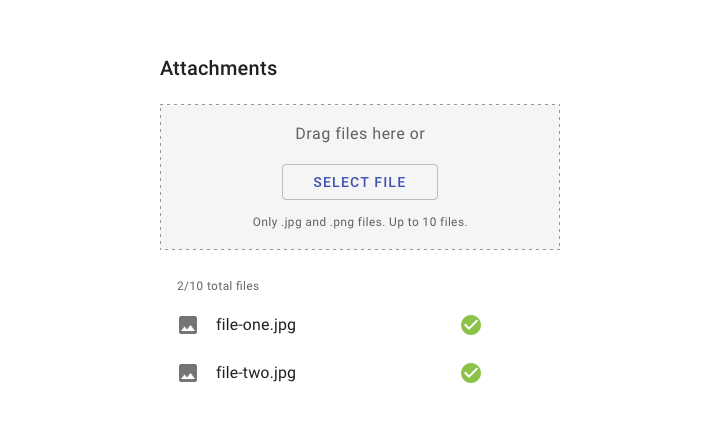 Attachments
Drag files here or
SELECT FILE
Only .jpg and .png files. Up to 10 files.
2/10 total files
file-one.jpg
file-two.jpg